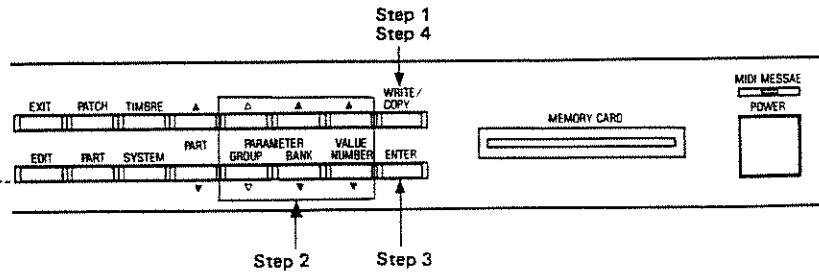 Step 1
Step 4
WRITE/
COPY
MIDI MESSAE
EXIT PATCH TIMBRE
POWER
MEMORY CARD
PART PARAMETER VALUE
EDIT PART SYSTEM GROUP BANK NUMBER ENTER
Step 2 Step 3